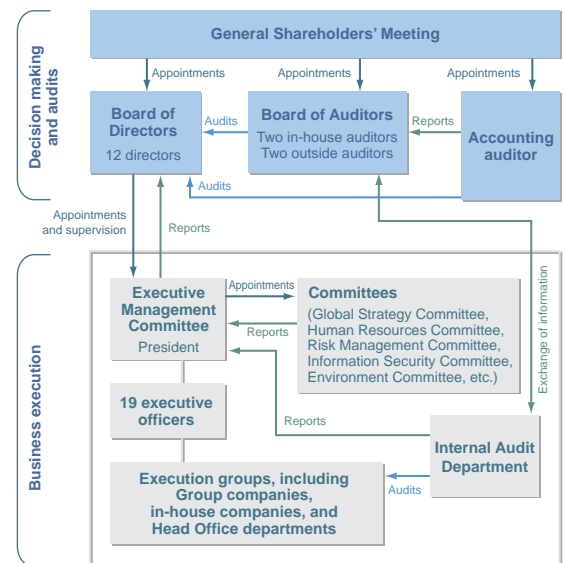 General Shareholders' Meeting
Decision making
and audits
Appointments
Appointments
Appointments
Board of
Directors
12 directors
Audits
Board of Auditors
Two in-house auditors
Two outside auditors
Reports
Accounting
auditor
Audits
Appointments
and supervision
Reports
Exchange of information
Business execution
Executive
Management
Committee
President
Appointments
Reports
Committees
(Global Strategy Committee,
Human Resources Committee,
Risk Management Committee,
Information Security Committee,
Environment Committee, etc.)
19 executive
officers
Reports
Internal Audit
Department
Audits
Execution groups, including
Group companies,
in-house companies, and
Head Office departments